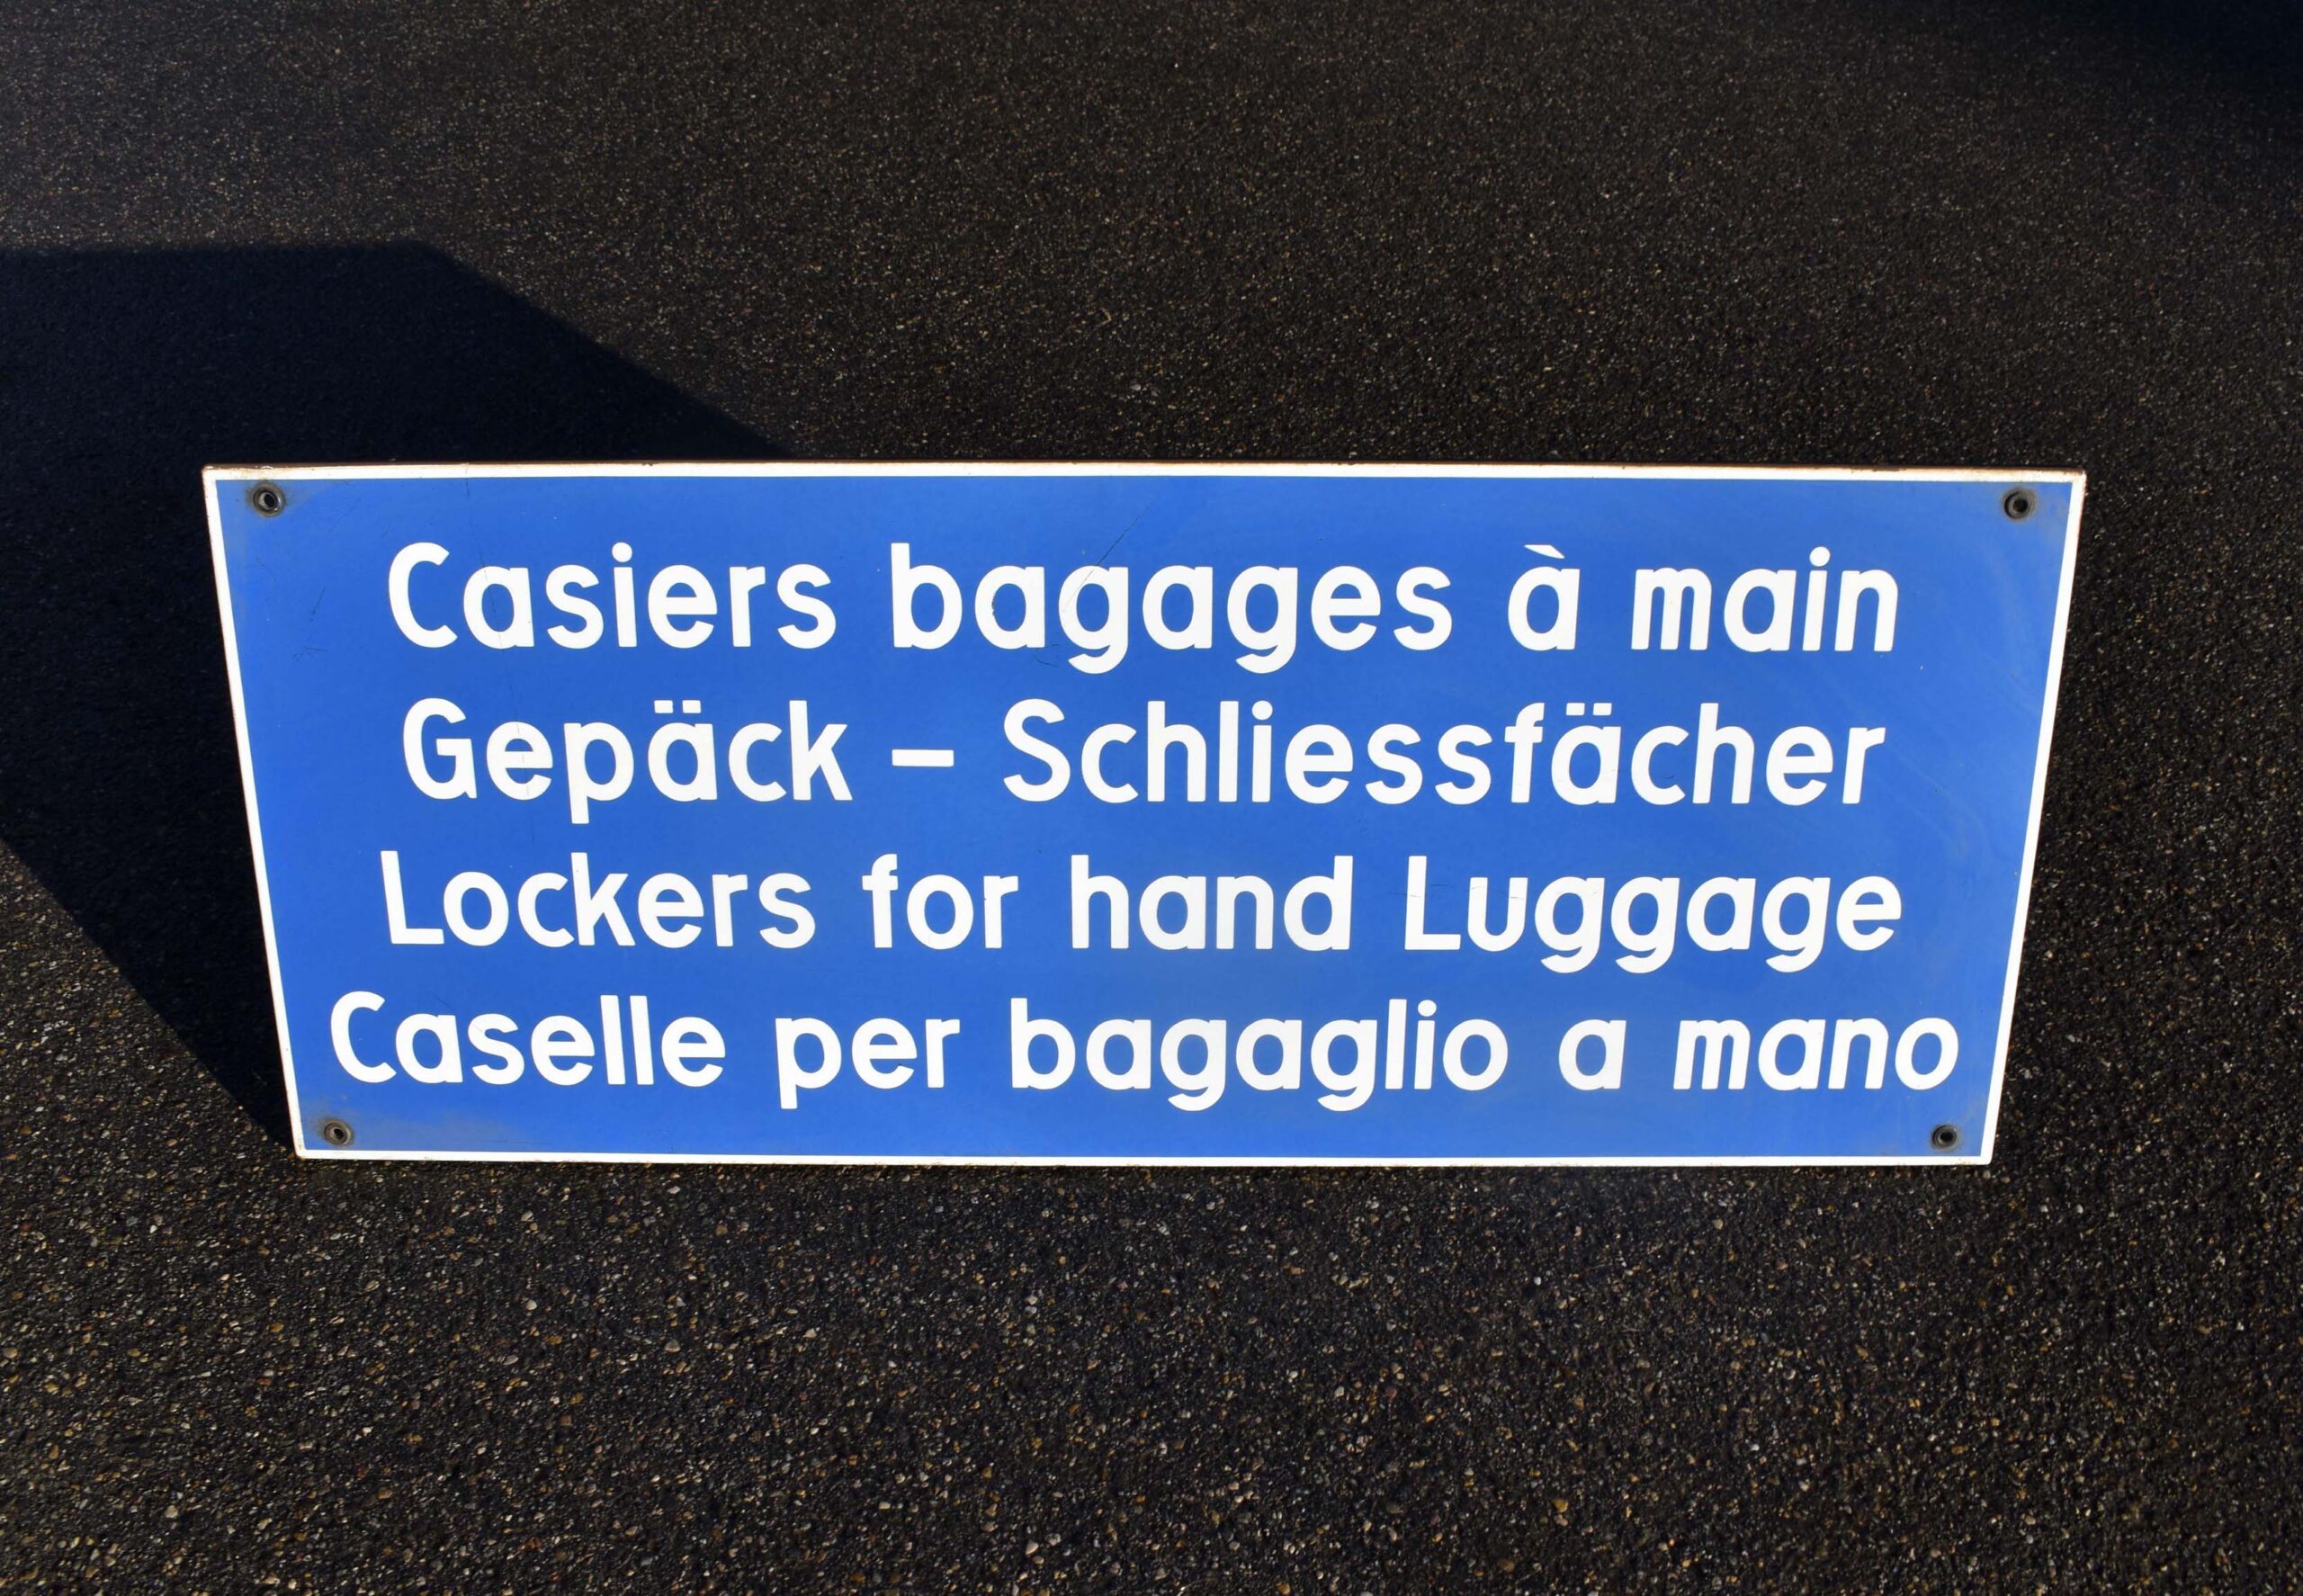 Casiers bagages à main
Gepäck – Schliessfächer
Lockers for hand Luggage
Caselle per bagaglio a mano